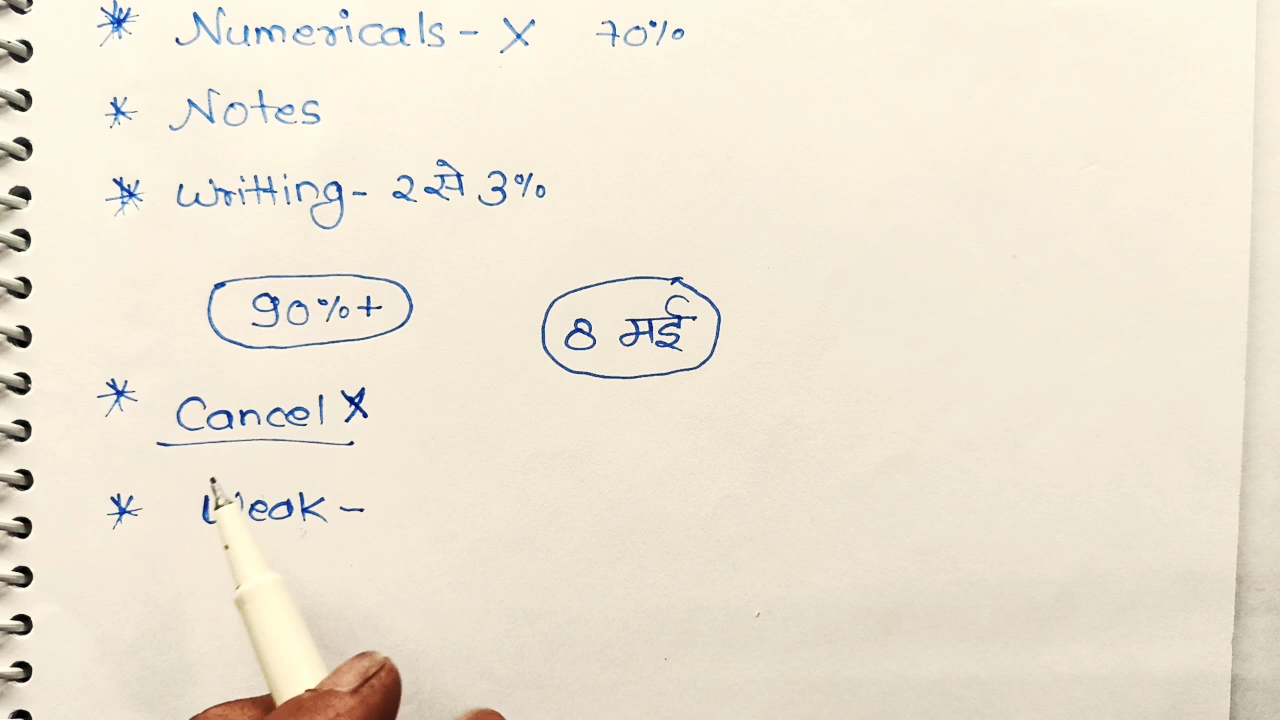 * Numericals - X 70%
* Notes
* Writting - 2 से 3%
90%+
8 मई
* Cancel X
* Weak -